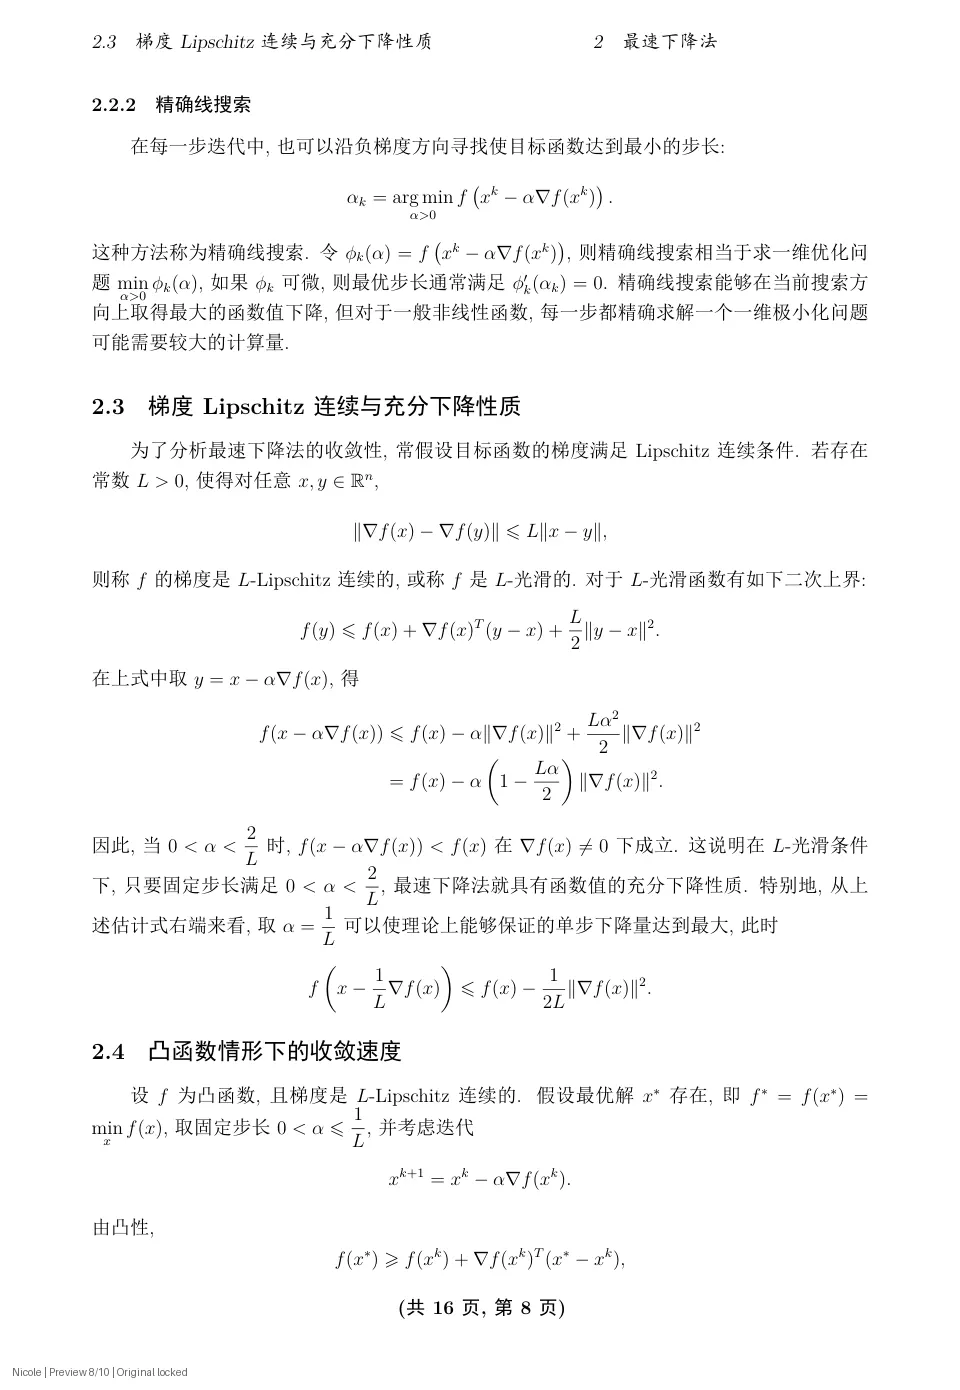 2.3 梯度 Lipschitz 连续与充分下降性质 2 最速下降法
2.2.2 精确线搜索
在每一步迭代中, 也可以沿负梯度方向寻找使目标函数达到最小的步长:
α_k = arg min_{α>0} f (x^k − α∇f(x^k)) .
这种方法称为精确线搜索. 令 ϕ_k(α) = f (x^k − α∇f(x^k)), 则精确线搜索相当于求一维优化问
题 min_{α>0} ϕ_k(α), 如果 ϕ_k 可微, 则最优步长通常满足 ϕ′_k(α_k) = 0. 精确线搜索能够在当前搜索方
向上取得最大的函数值下降, 但对于一般非线性函数, 每一步都精确求解一个一维极小化问题
可能需要较大的计算量.
2.3 梯度 Lipschitz 连续与充分下降性质
为了分析最速下降法的收敛性, 常假设目标函数的梯度满足 Lipschitz 连续条件. 若存在
常数 L > 0, 使得对任意 x, y ∈ ℝ^n,
∥∇f(x) − ∇f(y)∥ ⩽ L∥x − y∥,
则称 f 的梯度是 L-Lipschitz 连续的, 或称 f 是 L-光滑的. 对于 L-光滑函数有如下二次上界:
f(y) ⩽ f(x) + ∇f(x)^T(y − x) + L/2 ∥y − x∥^2.
在上式中取 y = x − α∇f(x), 得
f(x − α∇f(x)) ⩽ f(x) − α∥∇f(x)∥^2 + Lα^2/2 ∥∇f(x)∥^2
= f(x) − α (1 − Lα/2) ∥∇f(x)∥^2.
因此, 当 0 < α < 2/L 时, f(x − α∇f(x)) < f(x) 在 ∇f(x) ≠ 0 下成立. 这说明在 L-光滑条件
下, 只要固定步长满足 0 < α < 2/L, 最速下降法就具有函数值的充分下降性质. 特别地, 从上
述估计式右端来看, 取 α = 1/L 可以使理论上能够保证的单步下降量达到最大, 此时
f (x − 1/L ∇f(x)) ⩽ f(x) − 1/2L ∥∇f(x)∥^2.
2.4 凸函数情形下的收敛速度
设 f 为凸函数, 且梯度是 L-Lipschitz 连续的. 假设最优解 x* 存在, 即 f* = f(x*) =
min_x f(x), 取固定步长 0 < α ⩽ 1/L, 并考虑迭代
x^{k+1} = x^k − α∇f(x^k).
由凸性,
f(x*) ⩾ f(x^k) + ∇f(x^k)^T(x* − x^k),
(共 16 页, 第 8 页)
Nicole | Preview 8/10 | Original locked